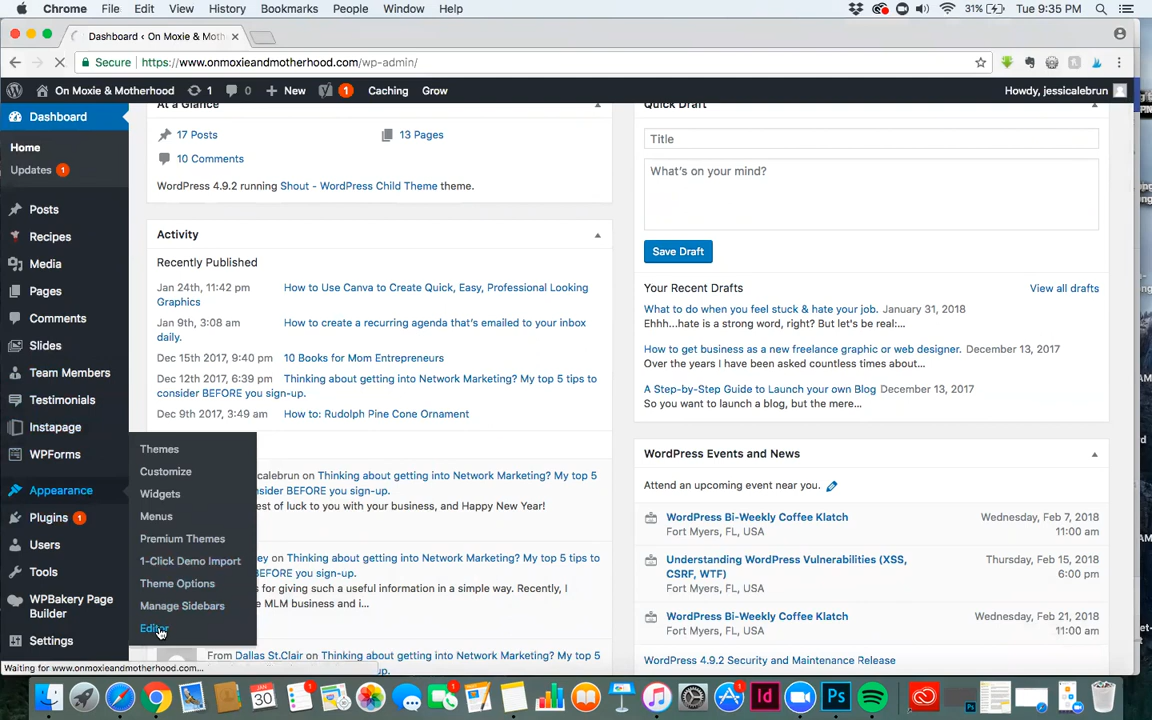 Chrome File Edit View History Bookmarks People Window Help 31% Tue 9:35 PM
Dashboard ‹ On Moxie & Moth
Secure https://www.onmoxieandmotherhood.com/wp-admin/
On Moxie & Motherhood 1 0 New 1 Caching Grow Howdy, jessicalebrun
Dashboard
Home
Updates 1
Posts
Recipes
Media
Pages
Comments
Slides
Team Members
Testimonials
Instapage
WPForms
Appearance
Plugins 1
Users
Tools
WPBakery Page
Builder
Settings
Themes
Customize
Widgets
Menus
Premium Themes
1-Click Demo Import
Theme Options
Manage Sidebars
Editor
At a Glance
17 Posts 13 Pages
10 Comments
WordPress 4.9.2 running Shout - WordPress Child Theme theme.
Activity
Recently Published
Jan 24th, 11:42 pm How to Use Canva to Create Quick, Easy, Professional Looking
Graphics
Jan 9th, 3:08 am How to create a recurring agenda that's emailed to your inbox
daily.
Dec 15th 2017, 9:40 pm 10 Books for Mom Entrepreneurs
Dec 12th 2017, 6:39 pm Thinking about getting into Network Marketing? My top 5 tips to
consider BEFORE you sign-up.
Dec 9th 2017, 3:49 am How to: Rudolph Pine Cone Ornament
calebrun on Thinking about getting into Network Marketing? My top 5
nsider BEFORE you sign-up.
est of luck to you with your business, and Happy New Year!
ey on Thinking about getting into Network Marketing? My top 5
BEFORE you sign-up.
s for giving such a useful information in a simple way. Recently, I
MLM business and i…
From Dallas St.Clair on Thinking about getting into Network Marketing? My top 5
Quick Draft
Title
What's on your mind?
Save Draft
Your Recent Drafts View all drafts
What to do when you feel stuck & hate your job. January 31, 2018
Ehhh...hate is a strong word, right? But let's be real:…
How to get business as a new freelance graphic or web designer. December 13, 2017
Over the years I have been asked countless times about…
A Step-by-Step Guide to Launch your own Blog December 13, 2017
So you want to launch a blog, but the mere…
WordPress Events and News
Attend an upcoming event near you.
WordPress Bi-Weekly Coffee Klatch Wednesday, Feb 7, 2018
Fort Myers, FL, USA 11:00 am
Understanding WordPress Vulnerabilities (XSS, Thursday, Feb 15, 2018
CSRF, WTF) 6:00 pm
Fort Myers, FL, USA
WordPress Bi-Weekly Coffee Klatch Wednesday, Feb 21, 2018
Fort Myers, FL, USA 11:00 am
WordPress 4.9.2 Security and Maintenance Release
Waiting for www.onmoxieandmotherhood.com...
JAN 30 1 1 1 Id Ps